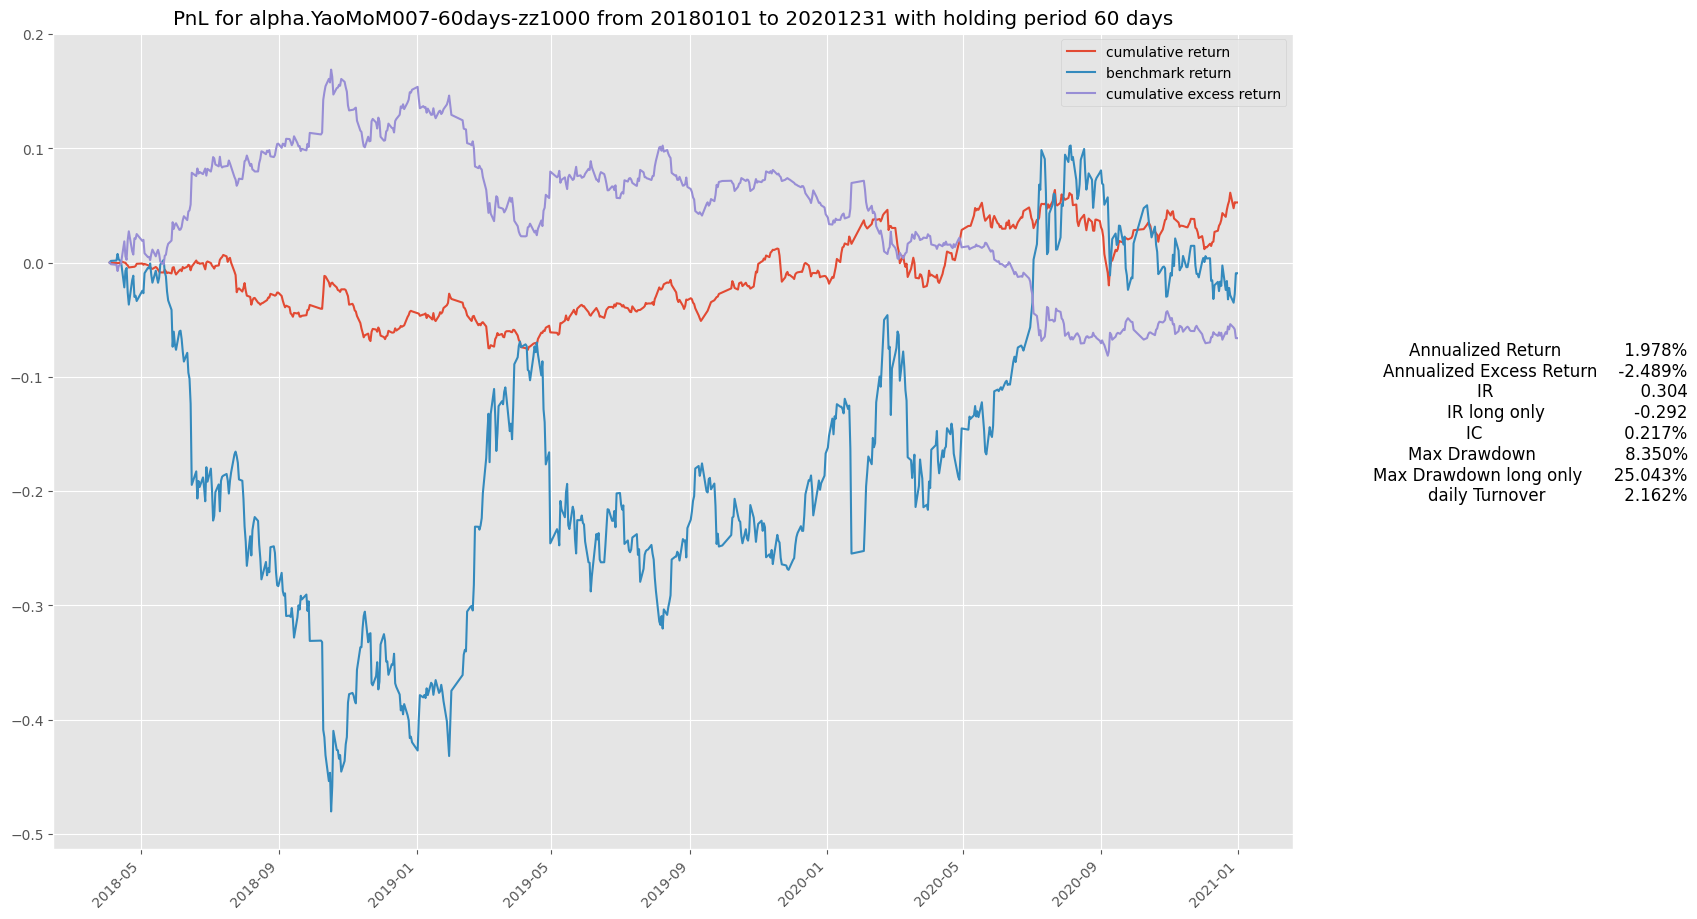 PnL for alpha.YaoMoM007-60days-zz1000 from 20180101 to 20201231 with holding period 60 days
cumulative return
benchmark return
cumulative excess return
0.2
0.1
0.0
−0.1
−0.2
−0.3
−0.4
−0.5
2018-05
2018-09
2019-01
2019-05
2019-09
2020-01
2020-05
2020-09
2021-01
Annualized Return 1.978%
Annualized Excess Return -2.489%
IR 0.304
IR long only -0.292
IC 0.217%
Max Drawdown 8.350%
Max Drawdown long only 25.043%
daily Turnover 2.162%